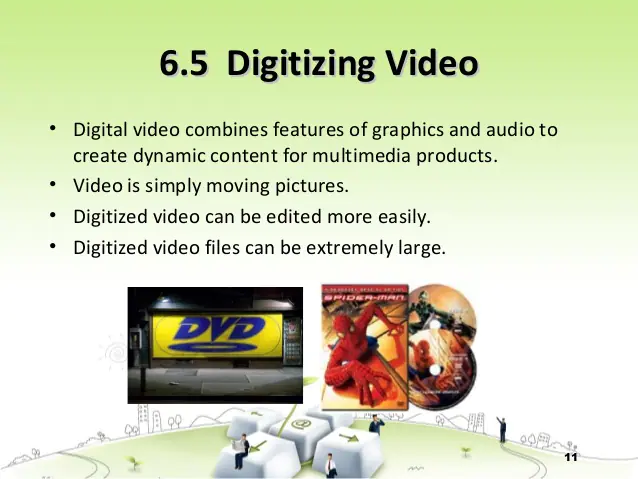 6.5 Digitizing Video
• Digital video combines features of graphics and audio to
create dynamic content for multimedia products.
• Video is simply moving pictures.
• Digitized video can be edited more easily.
• Digitized video files can be extremely large.
DVD
SPIDER-MAN
11